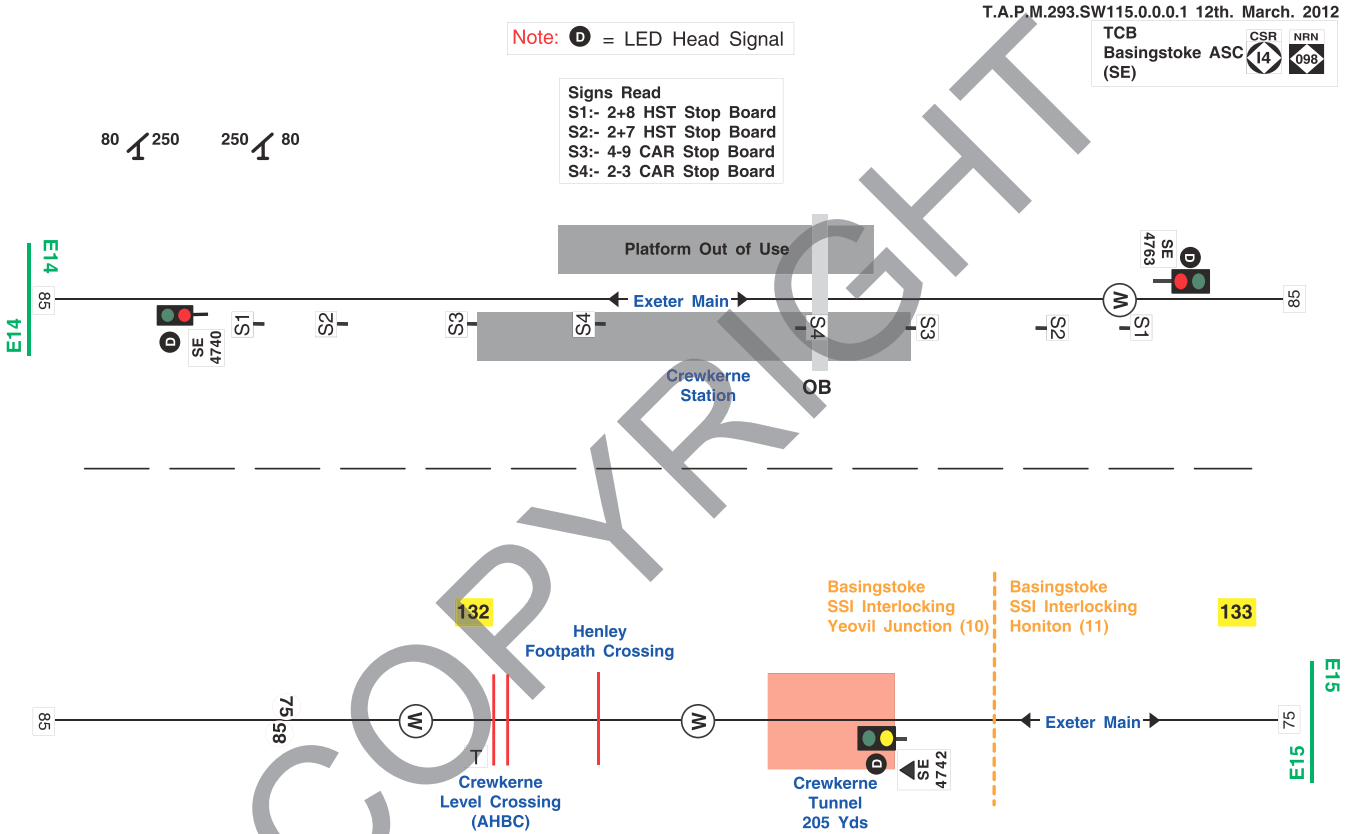 T.A.P.M.293.SW115.0.0.0.1 12th. March. 2012
Note: D = LED Head Signal
TCB
Basingstoke ASC
(SE)
CSR
14
NRN
098
Signs Read
S1:- 2+8 HST Stop Board
S2:- 2+7 HST Stop Board
S3:- 4-9 CAR Stop Board
S4:- 2-3 CAR Stop Board
80 250
250 80
E14
E14
85
Platform Out of Use
Exeter Main
SE
4763
D
W
85
D
SE
4740
S1
S2
S3
S4
S4
S3
S2
S1
Crewkerne
Station
OB
COPYRIGHT
132
Henley
Footpath Crossing
Basingstoke
SSI Interlocking
Yeovil Junction (10)
Basingstoke
SSI Interlocking
Honiton (11)
133
85
75
85
W
T
W
Exeter Main
75
E15
E15
D
SE
4742
Crewkerne
Level Crossing
(AHBC)
Crewkerne
Tunnel
205 Yds